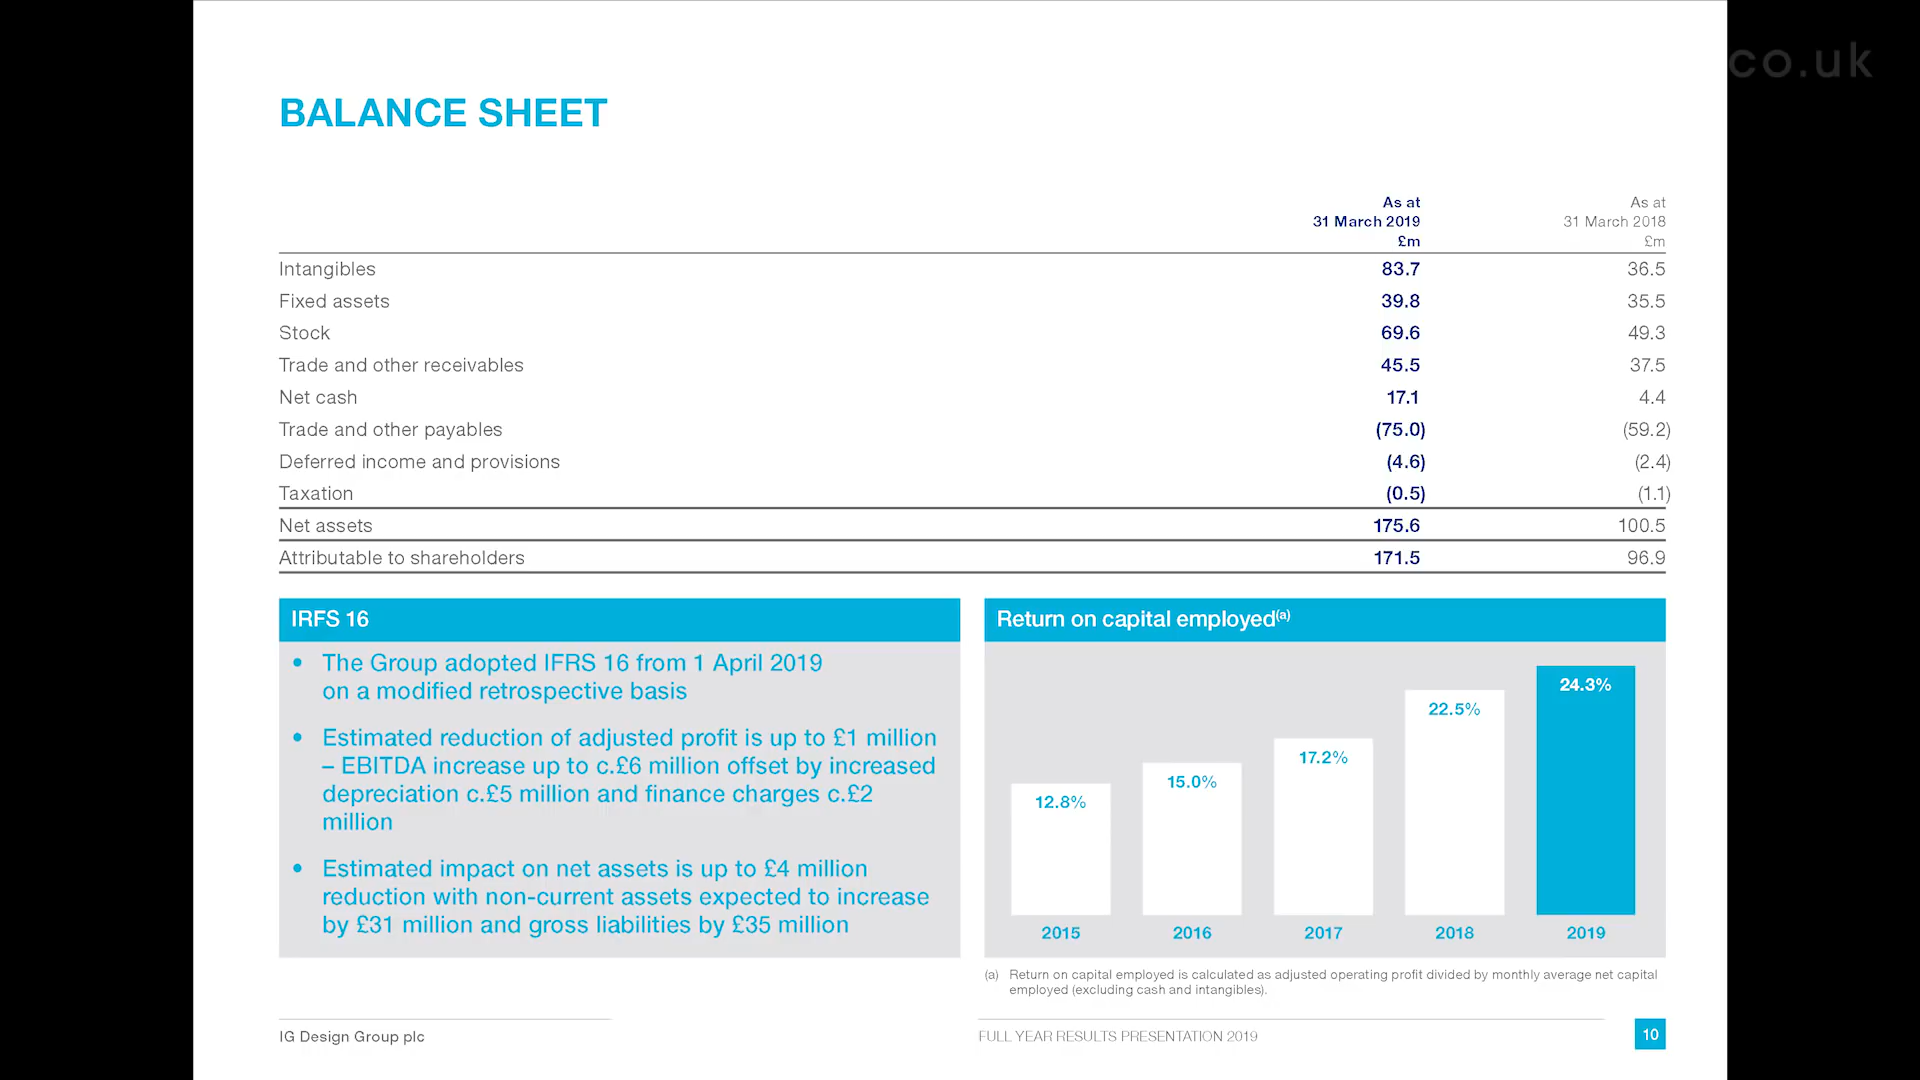 co.uk
BALANCE SHEET
As at As at
31 March 2019 31 March 2018
£m £m
Intangibles 83.7 36.5
Fixed assets 39.8 35.5
Stock 69.6 49.3
Trade and other receivables 45.5 37.5
Net cash 17.1 4.4
Trade and other payables (75.0) (59.2)
Deferred income and provisions (4.6) (2.4)
Taxation (0.5) (1.1)
Net assets 175.6 100.5
Attributable to shareholders 171.5 96.9
IRFS 16
• The Group adopted IFRS 16 from 1 April 2019
on a modified retrospective basis
• Estimated reduction of adjusted profit is up to £1 million
– EBITDA increase up to c.£6 million offset by increased
depreciation c.£5 million and finance charges c.£2
million
• Estimated impact on net assets is up to £4 million
reduction with non-current assets expected to increase
by £31 million and gross liabilities by £35 million
Return on capital employed(a)
12.8% 15.0% 17.2% 22.5% 24.3%
2015 2016 2017 2018 2019
(a) Return on capital employed is calculated as adjusted operating profit divided by monthly average net capital
employed (excluding cash and intangibles).
IG Design Group plc FULL YEAR RESULTS PRESENTATION 2019 10